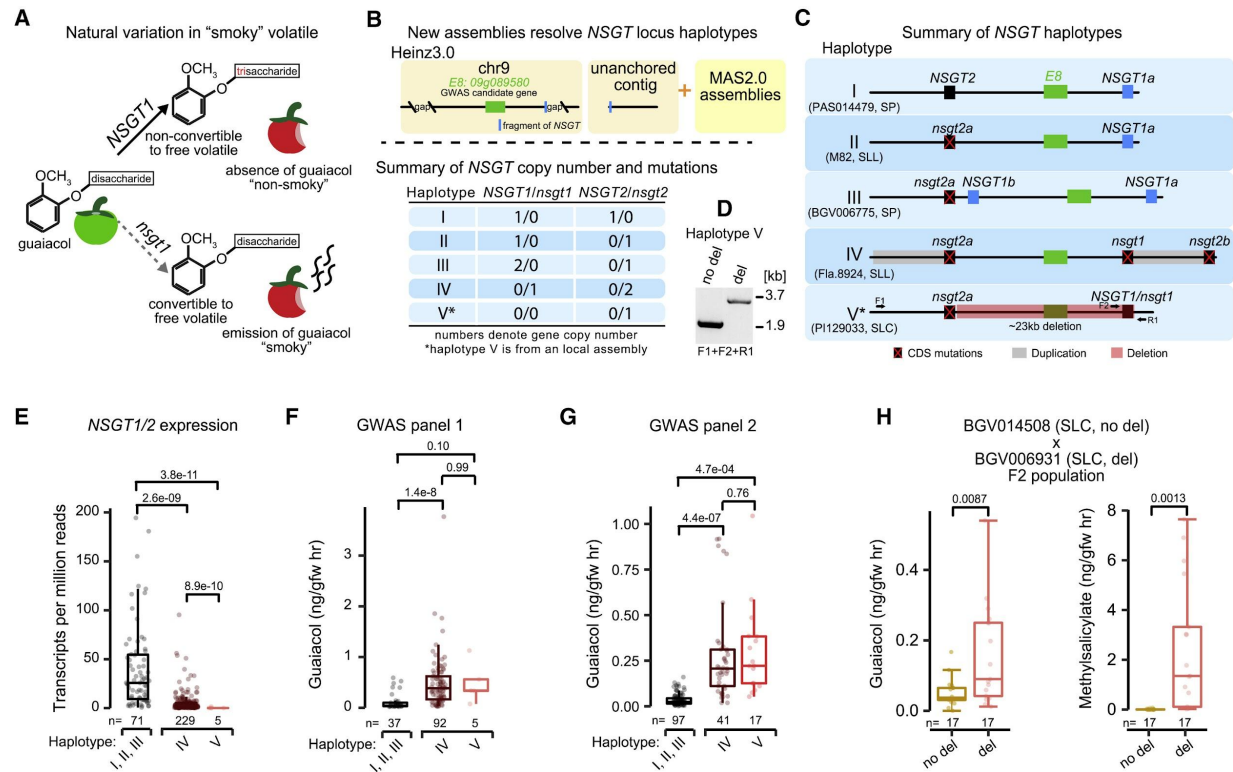 A
Natural variation in "smoky" volatile
OCH3
O
trisaccharide
NSGT1
non-convertible
to free volatile
absence of guaiacol
"non-smoky"
OCH3
O
disaccharide
guaiacol
nsgt1
OCH3
O
disaccharide
convertible to
free volatile
emission of guaiacol
"smoky"
B
New assemblies resolve NSGT locus haplotypes
Heinz3.0
chr9
E8: 09g089580
GWAS candidate gene
gap
gap
fragment of NSGT
unanchored
contig
+
MAS2.0
assemblies
Summary of NSGT copy number and mutations
Haplotype NSGT1/nsgt1 NSGT2/nsgt2
I 1/0 1/0
II 1/0 0/1
III 2/0 0/1
IV 0/1 0/2
V* 0/0 0/1
numbers denote gene copy number
*haplotype V is from an local assembly
D
Haplotype V
no del
del
[kb]
3.7
1.9
F1+F2+R1
C
Summary of NSGT haplotypes
Haplotype
I
(PAS014479, SP)
NSGT2
E8
NSGT1a
II
(M82, SLL)
nsgt2a
NSGT1a
III
(BGV006775, SP)
nsgt2a
NSGT1b
NSGT1a
IV
(Fla.8924, SLL)
nsgt2a
nsgt1
nsgt2b
V*
(PI129033, SLC)
F1
nsgt2a
NSGT1/nsgt1
F2
R1
~23kb deletion
CDS mutations
Duplication
Deletion
E
NSGT1/2 expression
3.8e-11
2.6e-09
8.9e-10
Transcripts per million reads
200
150
100
50
0
n= 71 229 5
Haplotype: I, II, III IV V
F
GWAS panel 1
0.10
0.99
1.4e-8
Guaiacol (ng/gfw hr)
3
2
1
0
n= 37 92 5
Haplotype: I, II, III IV V
G
GWAS panel 2
4.7e-04
0.76
4.4e-07
Guaiacol (ng/gfw hr)
1.00
0.75
0.50
0.25
0.00
n= 97 41 17
Haplotype: I, II, III IV V
H
BGV014508 (SLC, no del)
x
BGV006931 (SLC, del)
F2 population
0.0087
Guaiacol (ng/gfw hr)
0.4
0.2
0.0
n= 17 17
no del del
0.0013
Methylsalicylate (ng/gfw hr)
8
6
4
2
0
n= 17 17
no del del